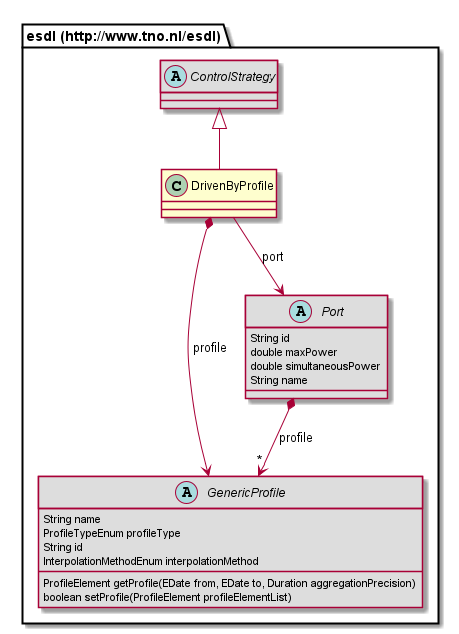 esdl (http://www.tno.nl/esdl)
A ControlStrategy
C DrivenByProfile
port
A Port
String id
double maxPower
double simultaneousPower
String name
profile
profile
*
A GenericProfile
String name
ProfileTypeEnum profileType
String id
InterpolationMethodEnum interpolationMethod
ProfileElement getProfile(EDate from, EDate to, Duration aggregationPrecision)
boolean setProfile(ProfileElement profileElementList)